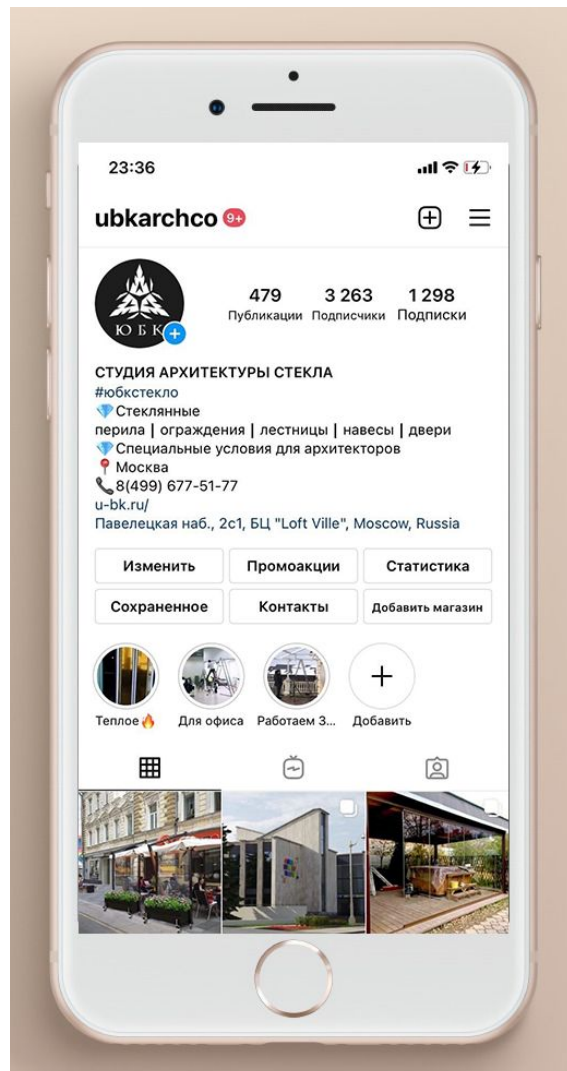 23:36
ubkarchco 9+
ЮБК
479 3 263 1 298
Публикации Подписчики Подписки
СТУДИЯ АРХИТЕКТУРЫ СТЕКЛА
#юбкстекло
💎Стеклянные
перила | ограждения | лестницы | навесы | двери
💎Специальные условия для архитекторов
📍Москва
📞8(499) 677-51-77
u-bk.ru/
Павелецкая наб., 2с1, БЦ "Loft Ville", Moscow, Russia
Изменить Промоакции Статистика
Сохраненное Контакты Добавить магазин
Теплое🔥 Для офиса Работаем З... Добавить